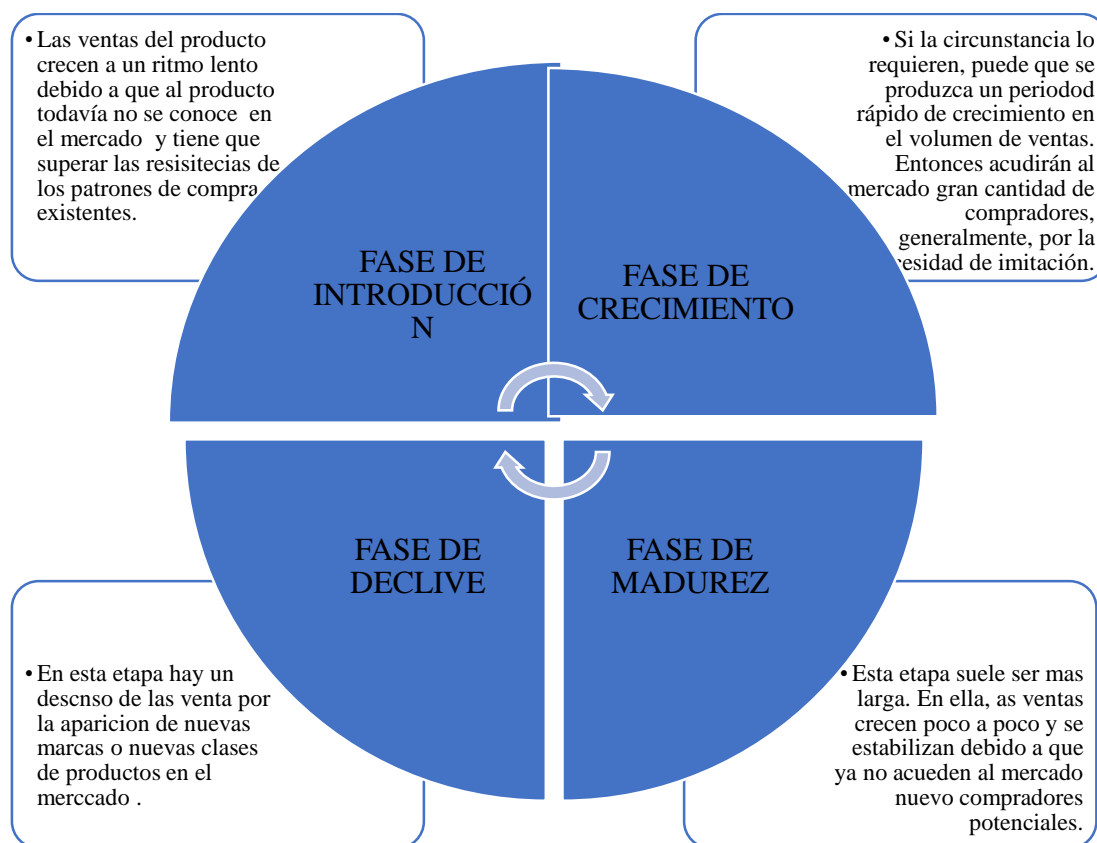 • Las ventas del producto
crecen a un ritmo lento
debido a que al producto
todavía no se conoce en
el mercado y tiene que
superar las resisitecias de
los patrones de compra
existentes.
FASE DE
INTRODUCCIÓ
N
• Si la circunstancia lo
requieren, puede que se
produzca un periodod
rápido de crecimiento en
el volumen de ventas.
Entonces acudirán al
mercado gran cantidad de
compradores,
generalmente, por la
cesidad de imitación.
FASE DE
CRECIMIENTO
FASE DE
DECLIVE
• En esta etapa hay un
descnso de las venta por
la aparicion de nuevas
marcas o nuevas clases
de productos en el
merccado .
FASE DE
MADUREZ
• Esta etapa suele ser mas
larga. En ella, as ventas
crecen poco a poco y se
estabilizan debido a que
ya no acueden al mercado
nuevo compradores
potenciales.